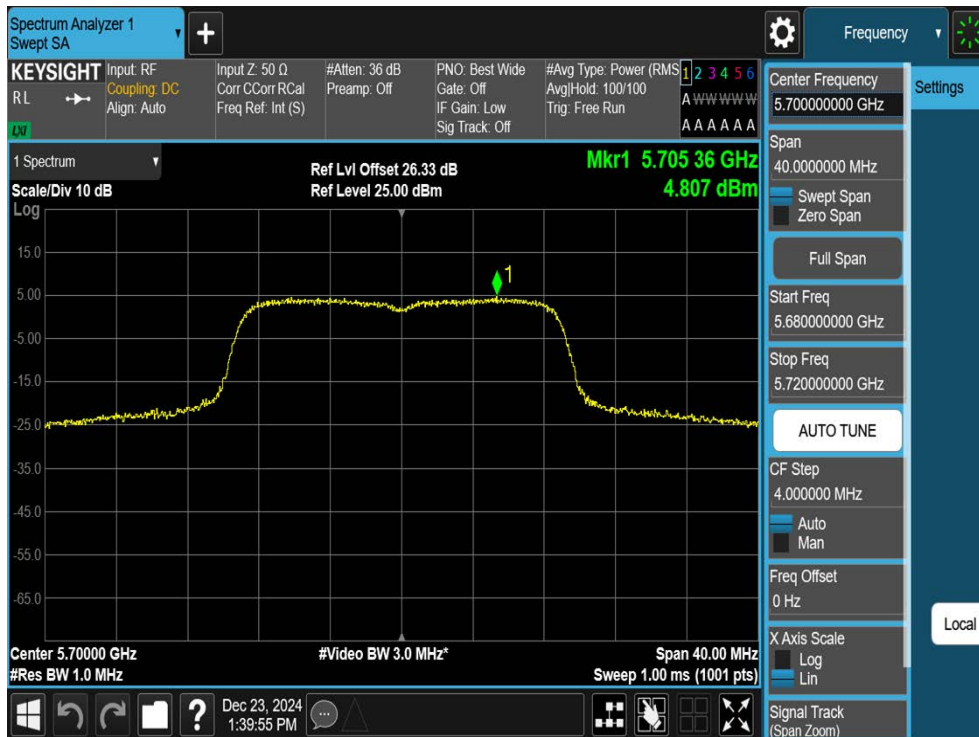 Spectrum Analyzer 1
Swept SA
Frequency
KEYSIGHT
R L
LXI
Input: RF
Coupling: DC
Align: Auto
Input Z: 50 Ω
Corr CCorr RCal
Freq Ref: Int (S)
#Atten: 36 dB
Preamp: Off
PNO: Best Wide
Gate: Off
IF Gain: Low
Sig Track: Off
#Avg Type: Power (RMS
Avg|Hold: 100/100
Trig: Free Run
1 2 3 4 5 6
A W W W W W
A A A A A A
1 Spectrum
Scale/Div 10 dB
Log
Ref Lvl Offset 26.33 dB
Ref Level 25.00 dBm
Mkr1 5.705 36 GHz
4.807 dBm
15.0
5.00
-5.00
-15.0
-25.0
-35.0
-45.0
-55.0
-65.0
1
Center 5.70000 GHz
#Res BW 1.0 MHz
#Video BW 3.0 MHz*
Span 40.00 MHz
Sweep 1.00 ms (1001 pts)
Center Frequency
5.700000000 GHz
Settings
Span
40.0000000 MHz
Swept Span
Zero Span
Full Span
Start Freq
5.680000000 GHz
Stop Freq
5.720000000 GHz
AUTO TUNE
CF Step
4.000000 MHz
Auto
Man
Freq Offset
0 Hz
X Axis Scale
Log
Lin
Local
Signal Track
(Span Zoom)
?
Dec 23, 2024
1:39:55 PM